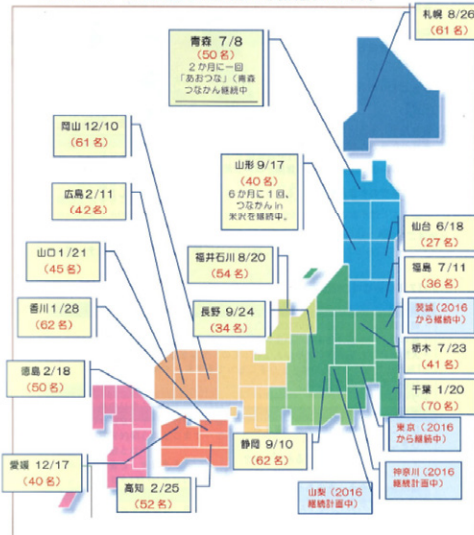 札幌 8/26
(61名)
青森 7/8
(50名)
2か月に一回
「あおつな」(青森
つなかん継続中
岡山 12/10
(61名)
山形 9/17
(40名)
6か月に1回、
つなかん in
米沢を継続中。
広島 2/11
(42名)
仙台 6/18
(27名)
山口 1/21
(45名)
福井石川 8/20
(54名)
福島 7/11
(36名)
香川 1/28
(62名)
長野 9/24
(34名)
茨城(2016
から継続中)
栃木 7/23
(41名)
徳島 2/18
(50名)
千葉 1/20
(70名)
東京(2016
から継続中)
愛媛 12/17
(40名)
高知 2/25
(52名)
静岡 9/10
(62名)
山梨(2016
継続計画中)
神奈川(2016
継続計画中)